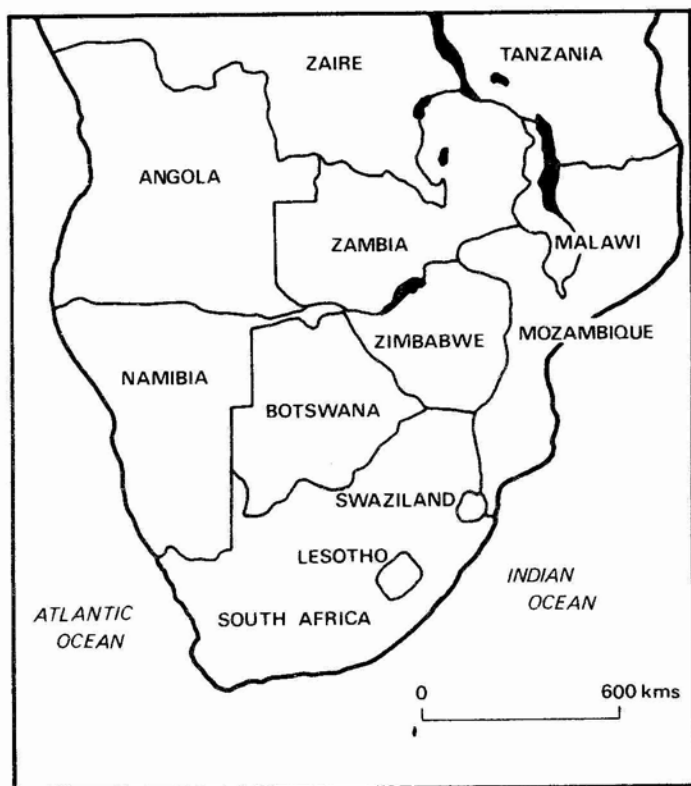 TANZANIA
ZAIRE
ANGOLA
ZAMBIA
MALAWI
ZIMBABWE
MOZAMBIQUE
NAMIBIA
BOTSWANA
SWAZILAND
LESOTHO
INDIAN
OCEAN
ATLANTIC
OCEAN
SOUTH AFRICA
0 600 kms